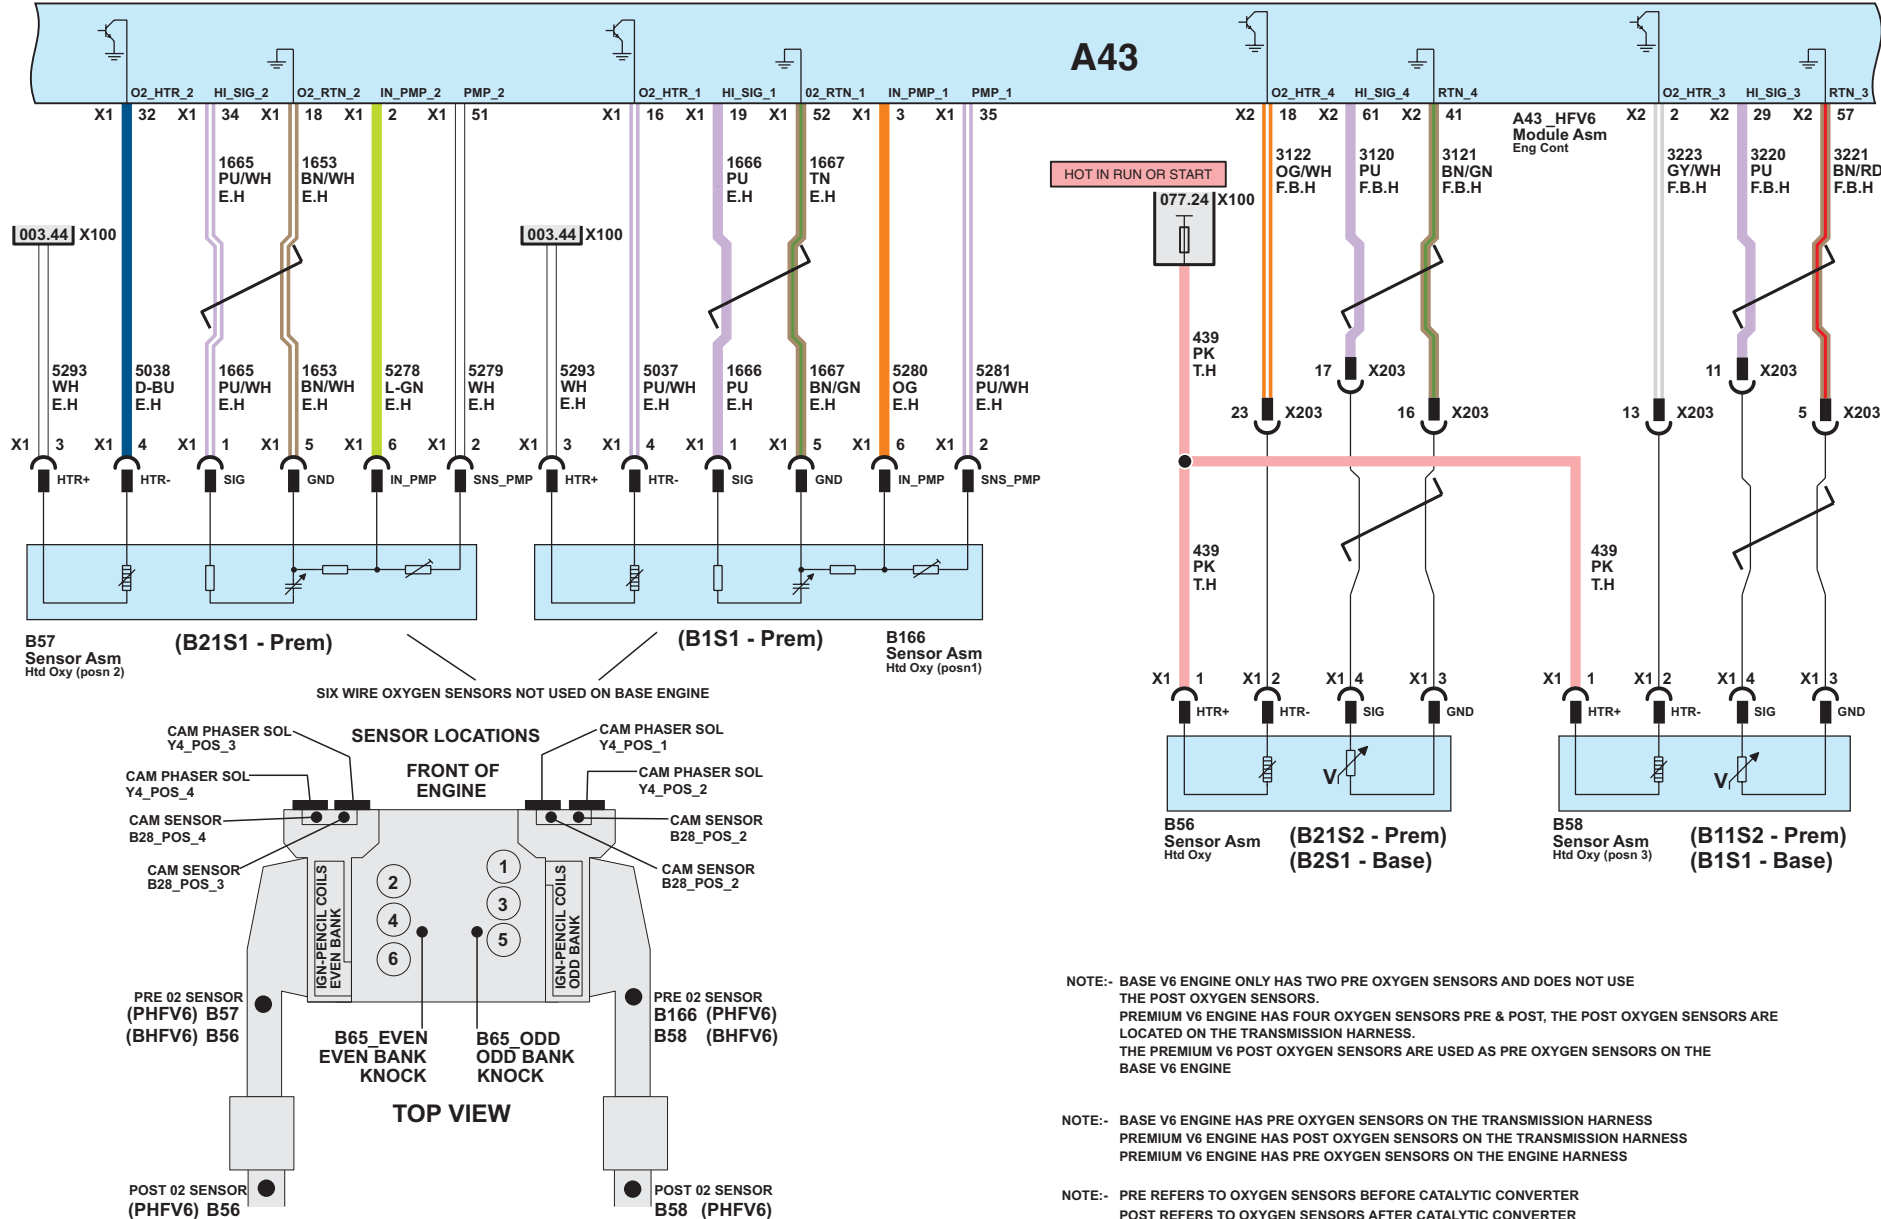 A43
O2_HTR_2 HI_SIG_2 O2_RTN_2 IN_PMP_2 PMP_2 O2_HTR_1 HI_SIG_1 02_RTN_1 IN_PMP_1 PMP_1 O2_HTR_4 HI_SIG_4 RTN_4 O2_HTR_3 HI_SIG_3 RTN_3
X1 32 X1 34 X1 18 X1 2 X1 51 X1 16 X1 19 X1 52 X1 3 X1 35 X2 18 X2 61 X2 41 X2 2 X2 29 X2 57
A43_HFV6
Module Asm
Eng Cont
1665
PU/WH
E.H
1653
BN/WH
E.H
1666
PU
E.H
1667
TN
E.H
HOT IN RUN OR START
077.24 X100
3122
OG/WH
F.B.H
3120
PU
F.B.H
3121
BN/GN
F.B.H
3223
GY/WH
F.B.H
3220
PU
F.B.H
3221
BN/RD
F.B.H
003.44 X100
003.44 X100
5293
WH
E.H
5038
D-BU
E.H
1665
PU/WH
E.H
1653
BN/WH
E.H
5278
L-GN
E.H
5279
WH
E.H
5293
WH
E.H
5037
PU/WH
E.H
1666
PU
E.H
1667
BN/GN
E.H
5280
OG
E.H
5281
PU/WH
E.H
439
PK
T.H
17 X203
11 X203
23 X203
16 X203
13 X203
5 X203
X1 3 X1 4 X1 1 X1 5 X1 6 X1 2 X1 3 X1 4 X1 1 X1 5 X1 6 X1 2
HTR+ HTR- SIG GND IN_PMP SNS_PMP HTR+ HTR- SIG GND IN_PMP SNS_PMP
439
PK
T.H
439
PK
T.H
B57
Sensor Asm
Htd Oxy (posn 2)
(B21S1 - Prem)
(B1S1 - Prem)
B166
Sensor Asm
Htd Oxy (posn1)
SIX WIRE OXYGEN SENSORS NOT USED ON BASE ENGINE
X1 1 X1 2 X1 4 X1 3 X1 1 X1 2 X1 4 X1 3
HTR+ HTR- SIG GND HTR+ HTR- SIG GND
V
V
B56
Sensor Asm
Htd Oxy
(B21S2 - Prem)
(B2S1 - Base)
B58
Sensor Asm
Htd Oxy (posn 3)
(B11S2 - Prem)
(B1S1 - Base)
SENSOR LOCATIONS
FRONT OF
ENGINE
CAM PHASER SOL
Y4_POS_3
CAM PHASER SOL
Y4_POS_1
CAM PHASER SOL
Y4_POS_4
CAM PHASER SOL
Y4_POS_2
CAM SENSOR
B28_POS_4
CAM SENSOR
B28_POS_2
CAM SENSOR
B28_POS_3
CAM SENSOR
B28_POS_2
IGN-PENCIL COILS
EVEN BANK
2
4
6
1
3
5
IGN-PENCIL COILS
ODD BANK
PRE 02 SENSOR
(PHFV6) B57
(BHFV6) B56
B65_EVEN
EVEN BANK
KNOCK
B65_ODD
ODD BANK
KNOCK
PRE 02 SENSOR
B166 (PHFV6)
B58 (BHFV6)
TOP VIEW
POST 02 SENSOR
(PHFV6) B56
POST 02 SENSOR
B58 (PHFV6)
NOTE:- BASE V6 ENGINE ONLY HAS TWO PRE OXYGEN SENSORS AND DOES NOT USE
THE POST OXYGEN SENSORS.
PREMIUM V6 ENGINE HAS FOUR OXYGEN SENSORS PRE & POST, THE POST OXYGEN SENSORS ARE
LOCATED ON THE TRANSMISSION HARNESS.
THE PREMIUM V6 POST OXYGEN SENSORS ARE USED AS PRE OXYGEN SENSORS ON THE
BASE V6 ENGINE
NOTE:- BASE V6 ENGINE HAS PRE OXYGEN SENSORS ON THE TRANSMISSION HARNESS
PREMIUM V6 ENGINE HAS POST OXYGEN SENSORS ON THE TRANSMISSION HARNESS
PREMIUM V6 ENGINE HAS PRE OXYGEN SENSORS ON THE ENGINE HARNESS
NOTE:- PRE REFERS TO OXYGEN SENSORS BEFORE CATALYTIC CONVERTER
POST REFERS TO OXYGEN SENSORS AFTER CATALYTIC CONVERTER